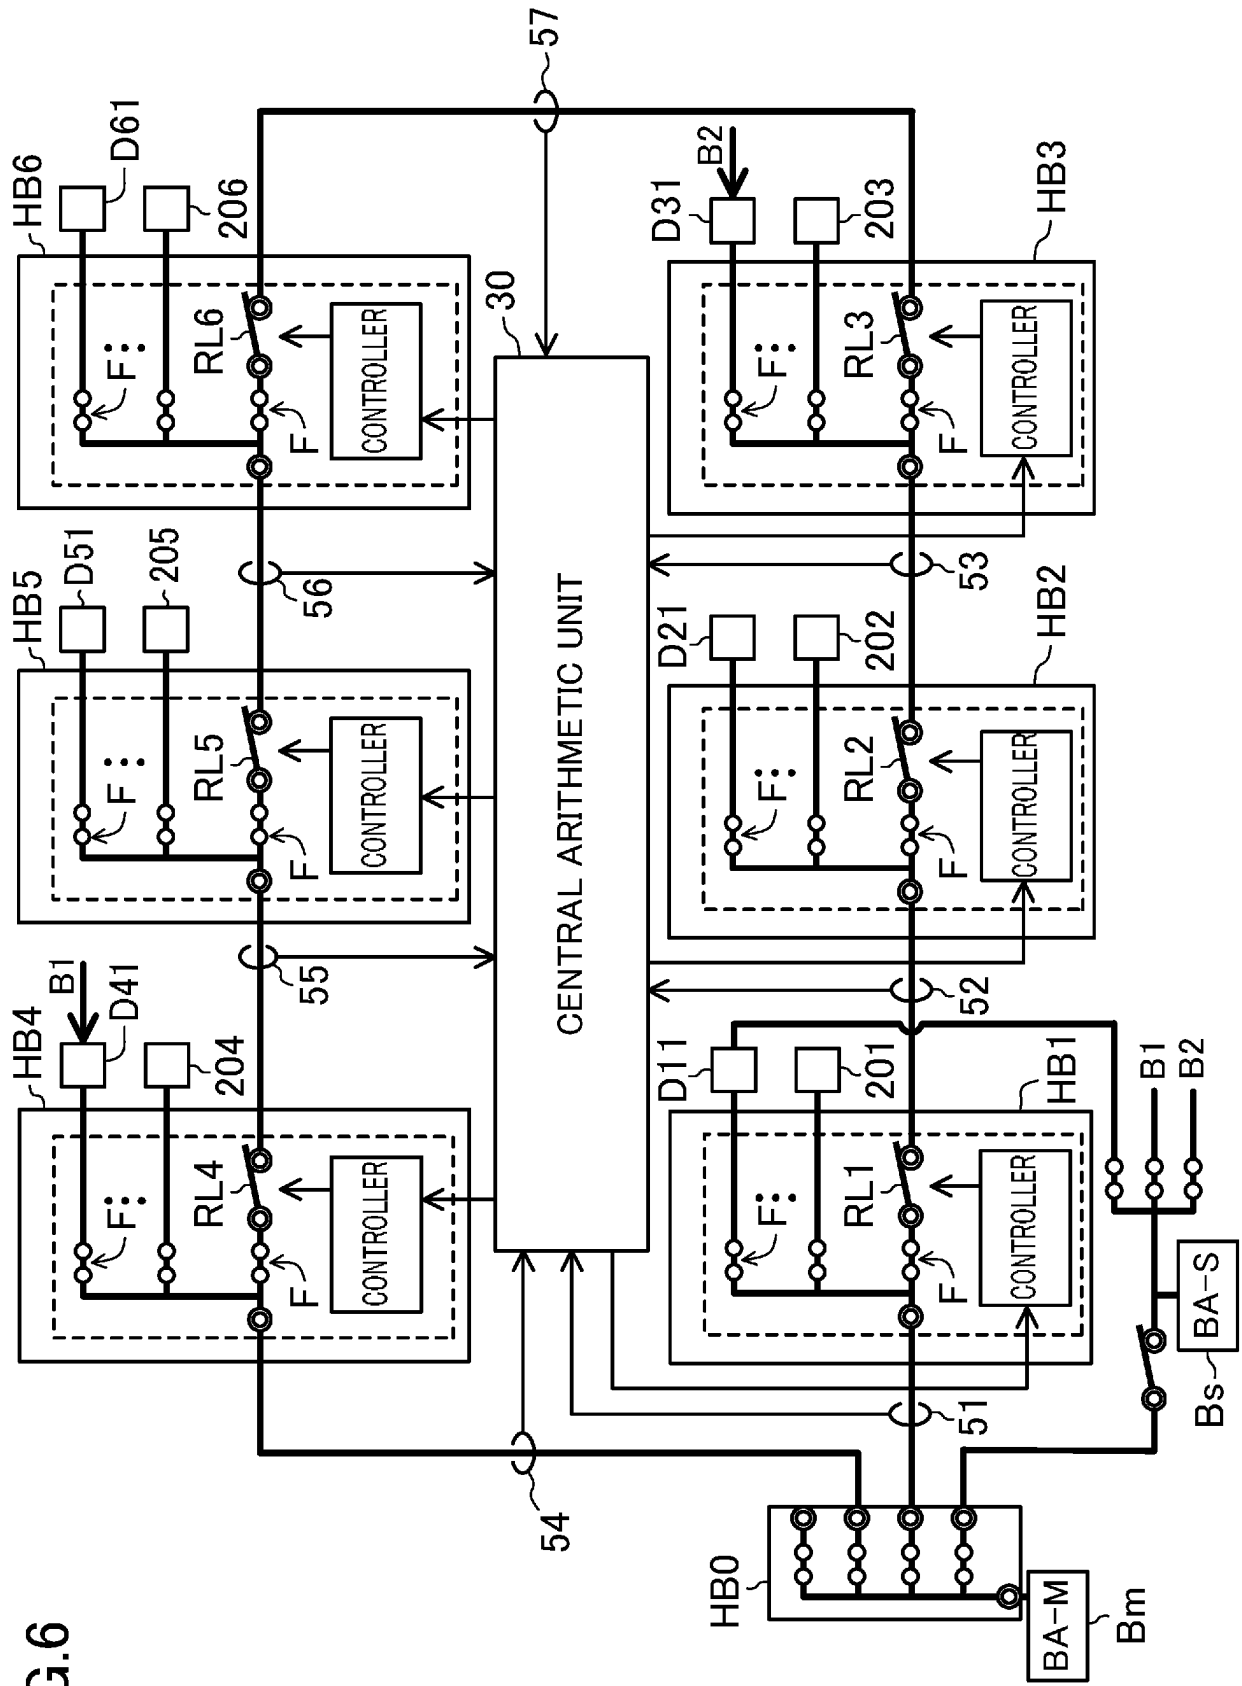 G.6
HB4
B1
D41
204
F
RL4
F
CONTROLLER
HB5
D51
205
F
RL5
F
CONTROLLER
HB6
D61
206
F
RL6
F
CONTROLLER
54
55
56
57
30
CENTRAL ARITHMETIC UNIT
D11
201
F
RL1
F
CONTROLLER
HB1
D21
202
F
RL2
F
CONTROLLER
HB2
D31
B2
203
F
RL3
F
CONTROLLER
HB3
51
52
53
HB0
BA-M
Bm
Bs
BA-S
B1
B2